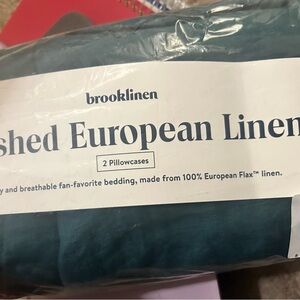 brooklinen
shed European Linen
2 Pillowcases
y and breathable fan-favorite bedding, made from 100% European Flax™ linen.